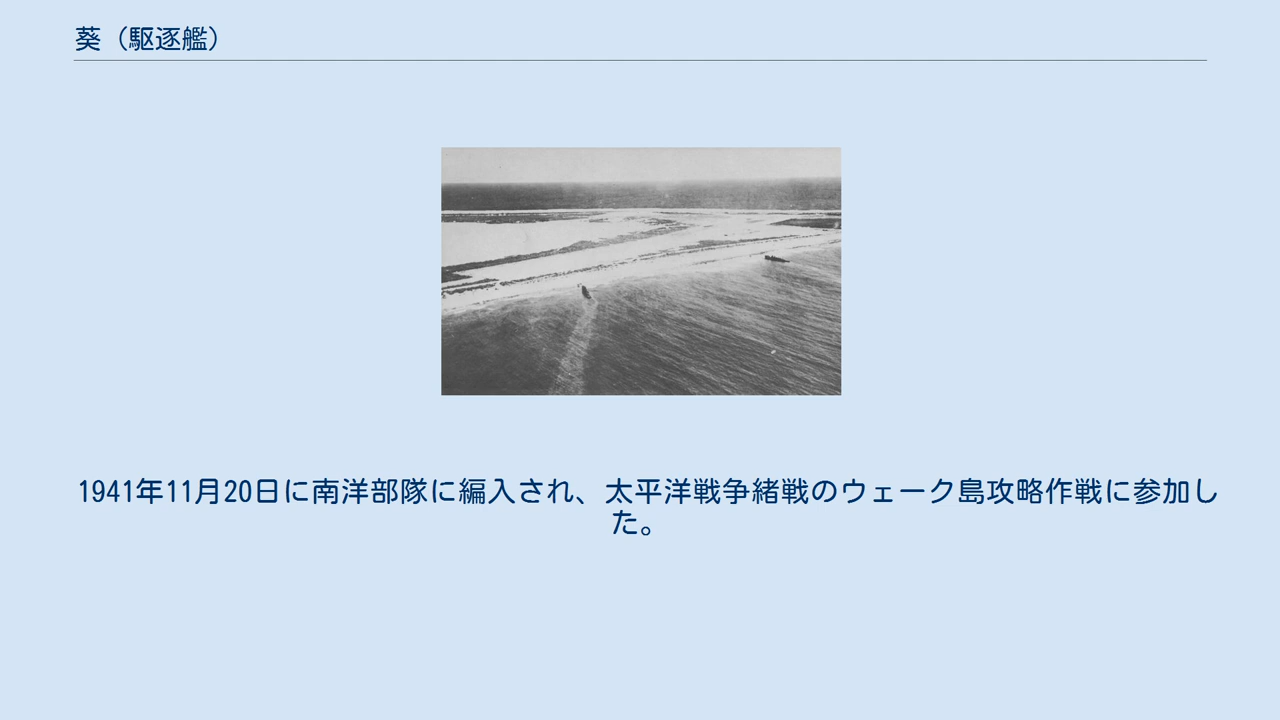 葵（駆逐艦）
1941年11月20日に南洋部隊に編入され、太平洋戦争緒戦のウェーク島攻略作戦に参加し
た。